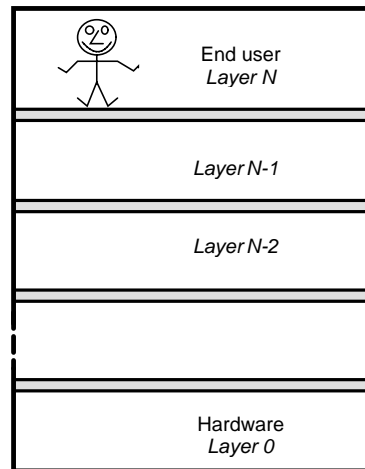 End user
Layer N
Layer N-1
Layer N-2
Hardware
Layer 0